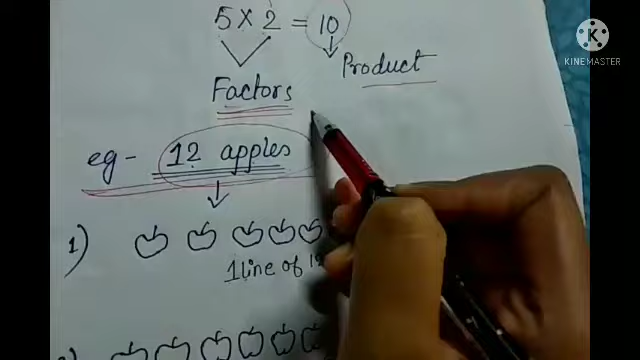 5 × 2 = 10
Product
Factors
eg- 12 apples
1)
1 line of
KINEMASTER